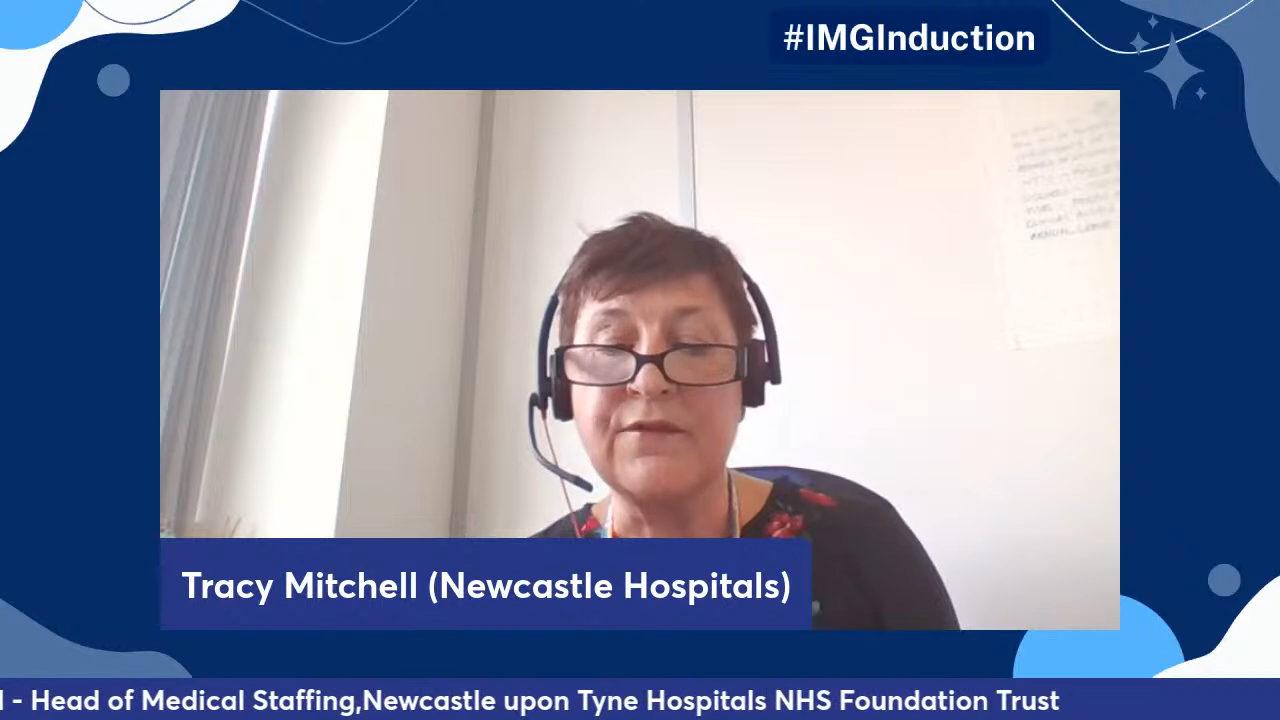 #IMGInduction
Tracy Mitchell (Newcastle Hospitals)
- Head of Medical Staffing,Newcastle upon Tyne Hospitals NHS Foundation Trust